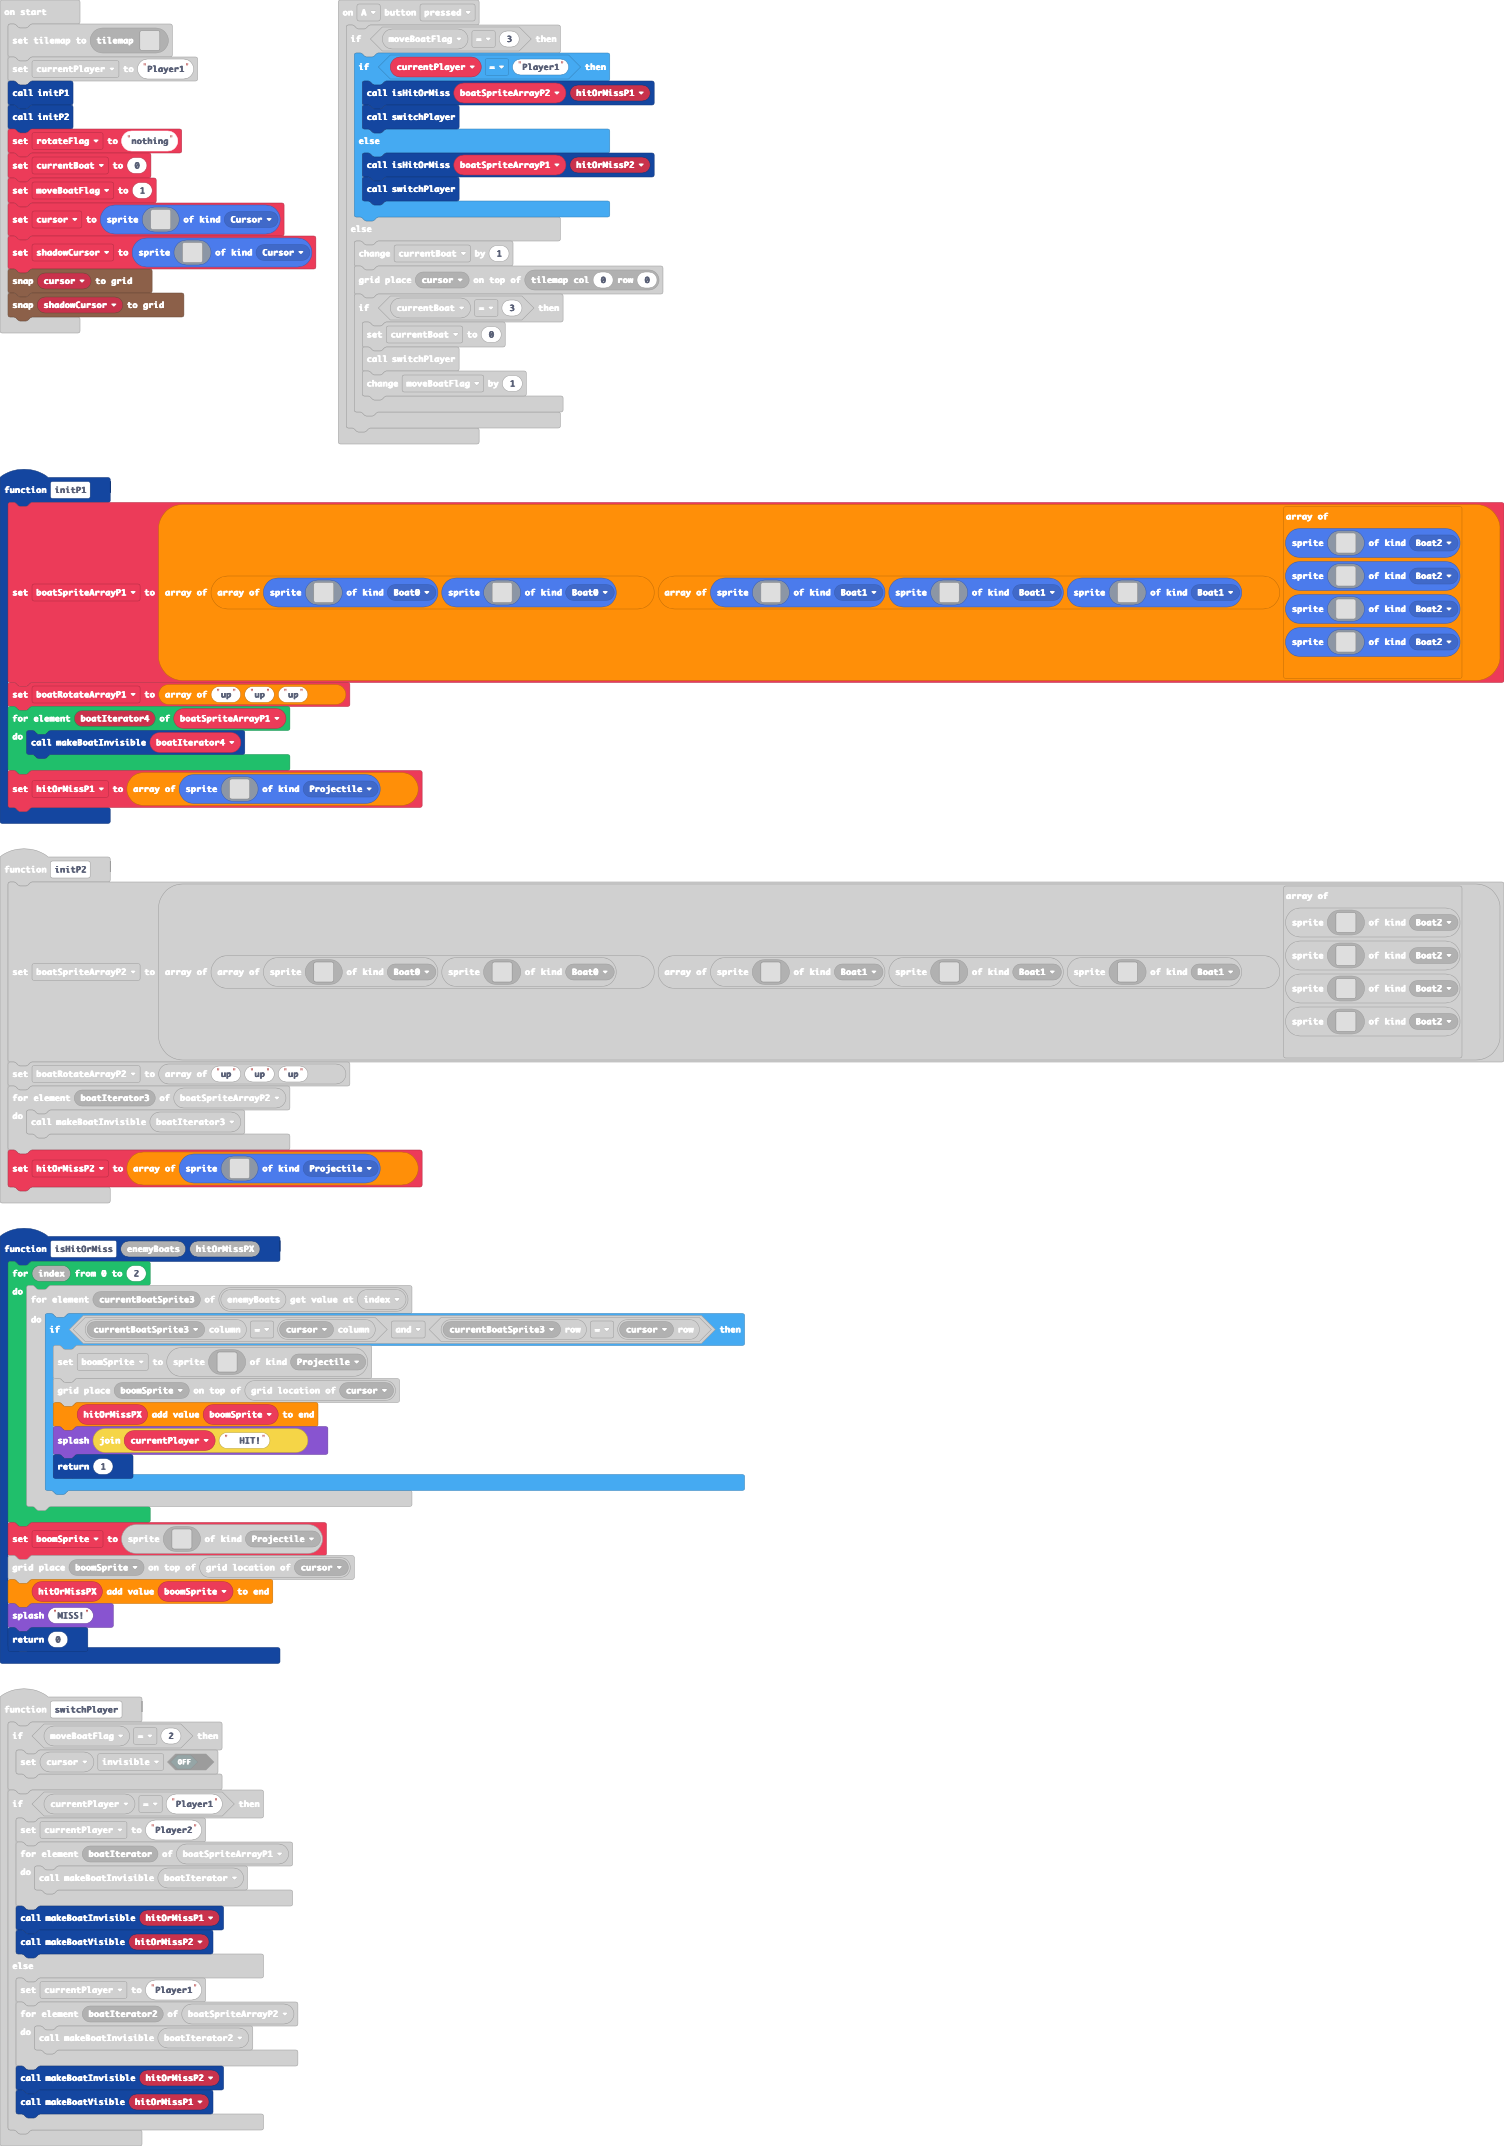 on start
set tilemap to tilemap
set currentPlayer to "Player1"
call initP1
call initP2
set rotateFlag to "nothing"
set currentBoat to 0
set moveBoatFlag to 1
set cursor to sprite of kind Cursor
set shadowCursor to sprite of kind Cursor
snap cursor to grid
snap shadowCursor to grid
on A button pressed
if moveBoatFlag = 3 then
if currentPlayer = "Player1" then
call isHitOrMiss boatSpriteArrayP2 hitOrMissP1
call switchPlayer
else
call isHitOrMiss boatSpriteArrayP1 hitOrMissP2
call switchPlayer
else
change currentBoat by 1
grid place cursor on top of tilemap col 0 row 0
if currentBoat = 3 then
set currentBoat to 0
call switchPlayer
change moveBoatFlag by 1
function initP1
set boatSpriteArrayP1 to array of array of sprite of kind Boat0 sprite of kind Boat0 array of sprite of kind Boat1 sprite of kind Boat1 sprite of kind Boat1
array of
sprite of kind Boat2
sprite of kind Boat2
sprite of kind Boat2
sprite of kind Boat2
set boatRotateArrayP1 to array of "up" "up" "up"
for element boatIterator4 of boatSpriteArrayP1
do call makeBoatInvisible boatIterator4
set hitOrMissP1 to array of sprite of kind Projectile
function initP2
set boatSpriteArrayP2 to array of array of sprite of kind Boat0 sprite of kind Boat0 array of sprite of kind Boat1 sprite of kind Boat1 sprite of kind Boat1
array of
sprite of kind Boat2
sprite of kind Boat2
sprite of kind Boat2
sprite of kind Boat2
set boatRotateArrayP2 to array of "up" "up" "up"
for element boatIterator3 of boatSpriteArrayP2
do call makeBoatInvisible boatIterator3
set hitOrMissP2 to array of sprite of kind Projectile
function isHitOrMiss enemyBoats hitOrMissPX
for index from 0 to 2
do for element currentBoatSprite3 of enemyBoats get value at index
do if currentBoatSprite3 column = cursor column and currentBoatSprite3 row = cursor row then
set boomSprite to sprite of kind Projectile
grid place boomSprite on top of grid location of cursor
hitOrMissPX add value boomSprite to end
splash join currentPlayer " HIT!"
return 1
set boomSprite to sprite of kind Projectile
grid place boomSprite on top of grid location of cursor
hitOrMissPX add value boomSprite to end
splash "MISS!"
return 0
function switchPlayer
if moveBoatFlag = 2 then
set cursor invisible OFF
if currentPlayer = "Player1" then
set currentPlayer to "Player2"
for element boatIterator of boatSpriteArrayP1
do call makeBoatInvisible boatIterator
call makeBoatInvisible hitOrMissP1
call makeBoatVisible hitOrMissP2
else
set currentPlayer to "Player1"
for element boatIterator2 of boatSpriteArrayP2
do call makeBoatInvisible boatIterator2
call makeBoatInvisible hitOrMissP2
call makeBoatVisible hitOrMissP1